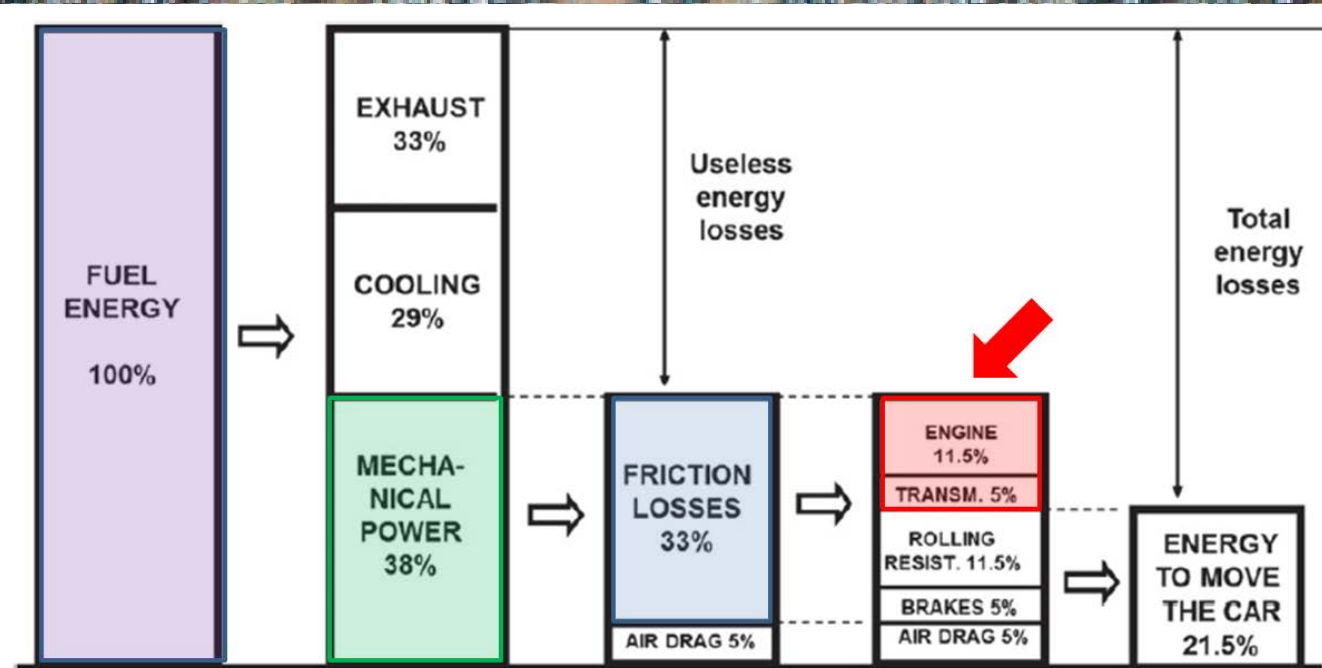 FUEL
ENERGY
100%
EXHAUST
33%
COOLING
29%
MECHA-
NICAL
POWER
38%
Useless
energy
losses
FRICTION
LOSSES
33%
AIR DRAG 5%
ENGINE
11.5%
TRANSM. 5%
ROLLING
RESIST. 11.5%
BRAKES 5%
AIR DRAG 5%
Total
energy
losses
ENERGY
TO MOVE
THE CAR
21.5%